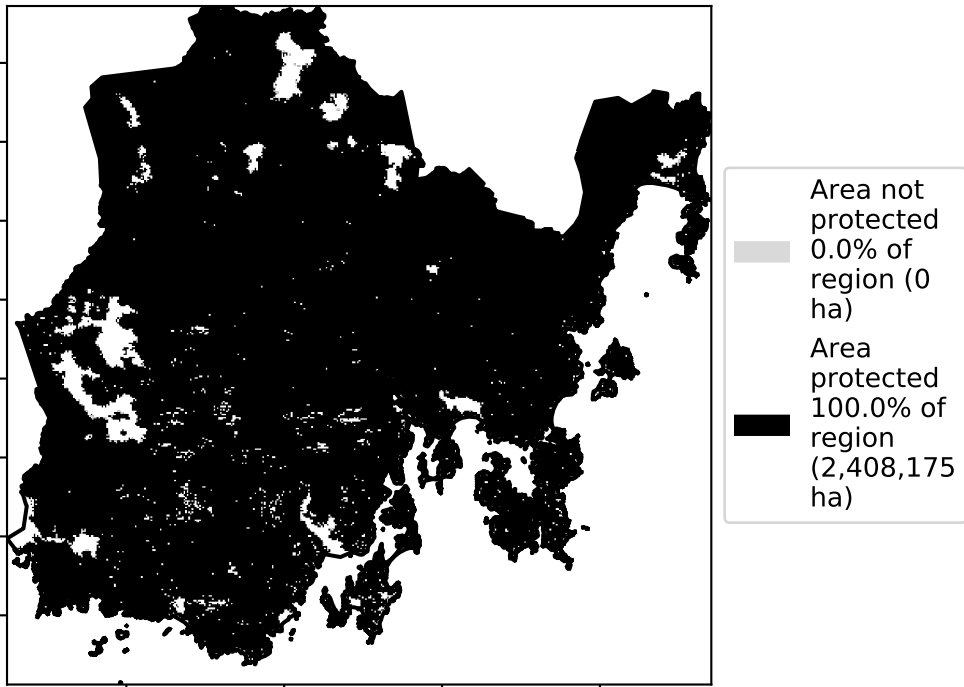 Area not
protected
0.0% of
region (0
ha)
Area
protected
100.0% of
region
(2,408,175
ha)